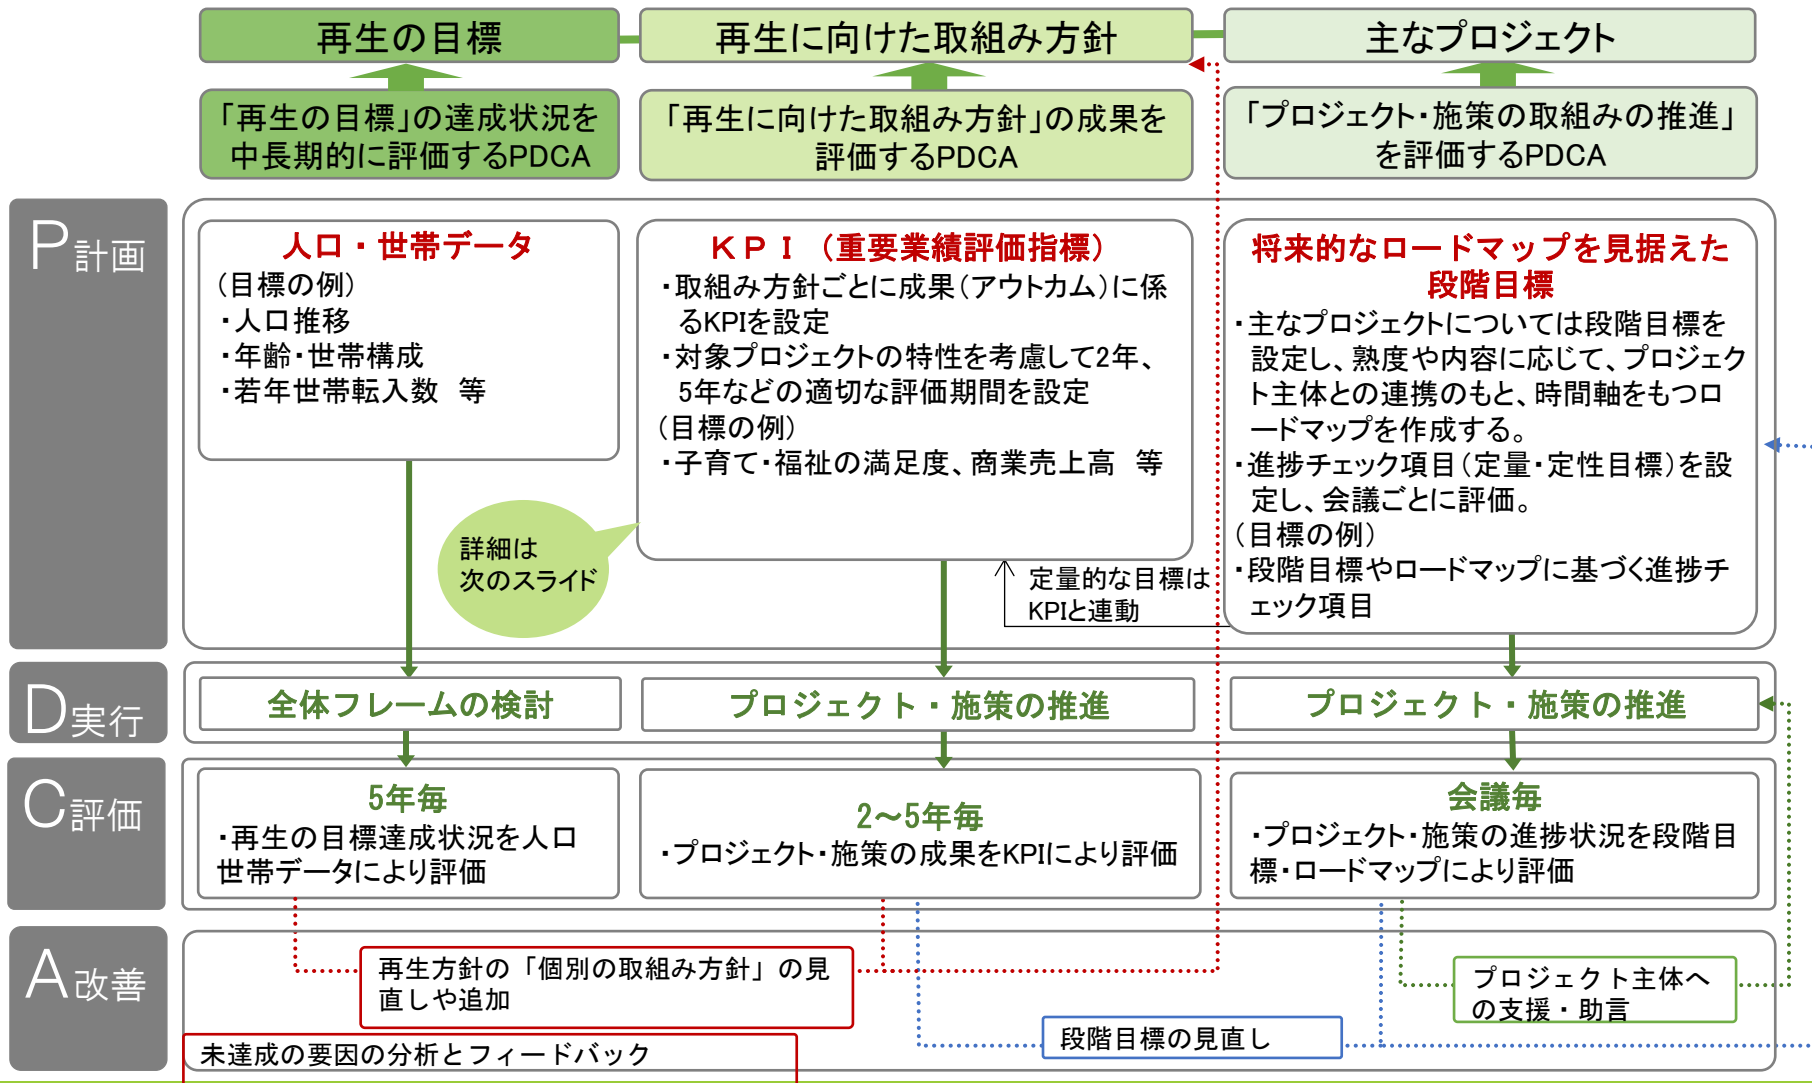 再生の目標
再生に向けた取組み方針
主なプロジェクト
「再生の目標」の達成状況を
中長期的に評価するPDCA
「再生に向けた取組み方針」の成果を
評価するPDCA
「プロジェクト・施策の取組みの推進」
を評価するPDCA
P計画
人口・世帯データ
(目標の例)
・人口推移
・年齢・世帯構成
・若年世帯転入数　等
ＫＰＩ（重要業績評価指標）
・取組み方針ごとに成果（アウトカム）に係
るKPIを設定
・対象プロジェクトの特性を考慮して2年、
5年などの適切な評価期間を設定
(目標の例)
・子育て・福祉の満足度、商業売上高　等
将来的なロードマップを見据えた
段階目標
・主なプロジェクトについては段階目標を
設定し、熟度や内容に応じて、プロジェク
ト主体との連携のもと、時間軸をもつロ
ードマップを作成する。
・進捗チェック項目（定量・定性目標）を設
定し、会議ごとに評価。
(目標の例)
・段階目標やロードマップに基づく進捗チ
ェック項目
詳細は
次のスライド
定量的な目標は
KPIと連動
D実行
全体フレームの検討
プロジェクト・施策の推進
プロジェクト・施策の推進
C評価
5年毎
・再生の目標達成状況を人口
世帯データにより評価
2～5年毎
・プロジェクト・施策の成果をKPIにより評価
会議毎
・プロジェクト・施策の進捗状況を段階目
標・ロードマップにより評価
A改善
再生方針の「個別の取組み方針」の見
直しや追加
プロジェクト主体へ
の支援・助言
段階目標の見直し
未達成の要因の分析とフィードバック